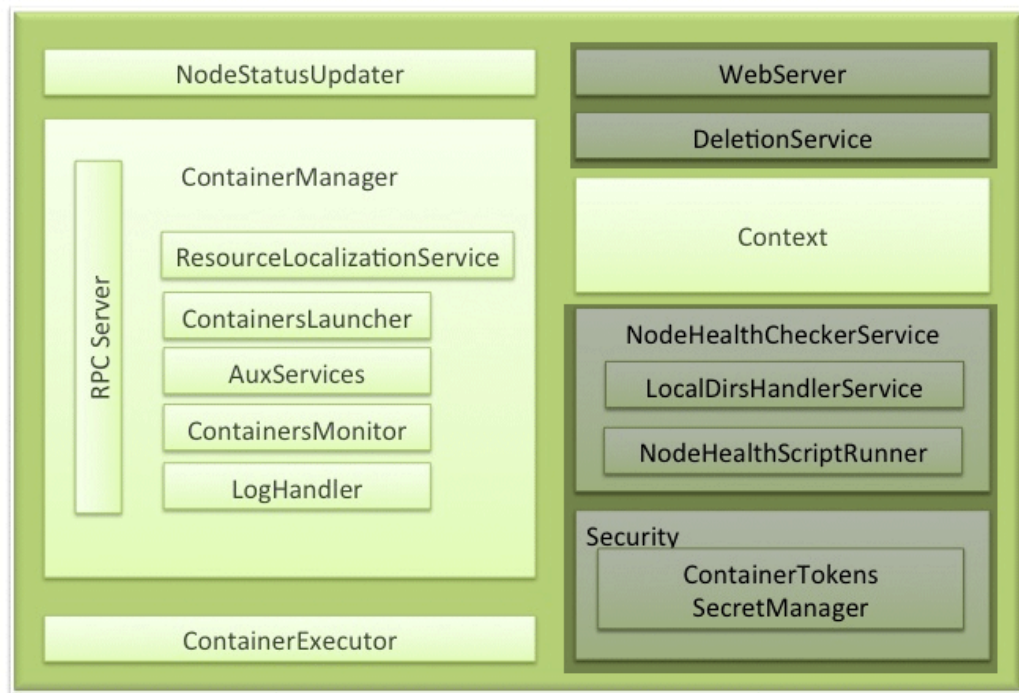 NodeStatusUpdater
ContainerManager
RPC Server
ResourceLocalizationService
ContainersLauncher
AuxServices
ContainersMonitor
LogHandler
ContainerExecutor
WebServer
DeletionService
Context
NodeHealthCheckerService
LocalDirsHandlerService
NodeHealthScriptRunner
Security
ContainerTokens
SecretManager